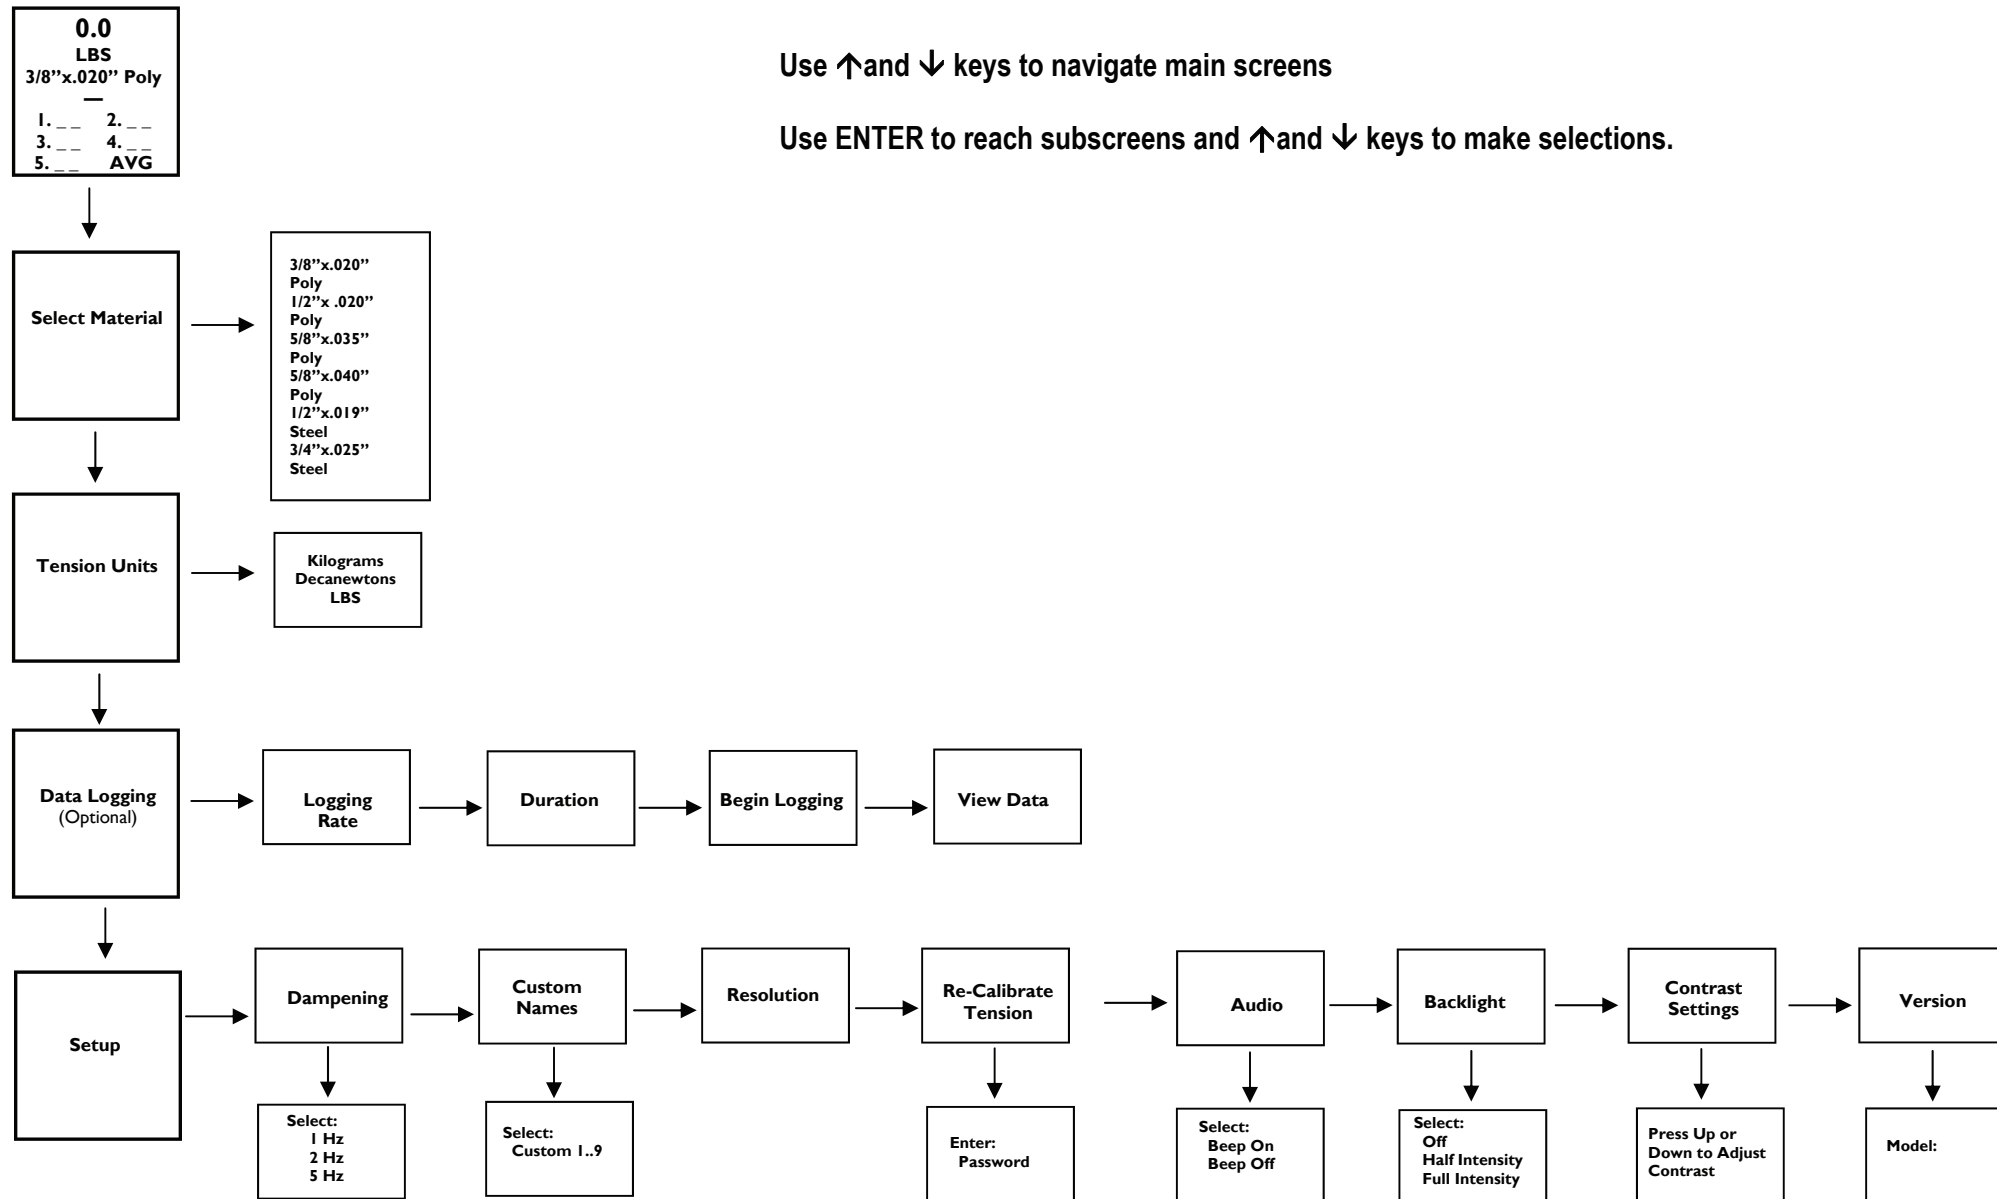 0.0
LBS
3/8”x.020” Poly
—
1. _ _ 2. _ _
3. _ _ 4. _ _
5. _ _ AVG
Use ↑and ↓ keys to navigate main screens
Use ENTER to reach subscreens and ↑and ↓ keys to make selections.
Select Material
3/8”x.020”
Poly
1/2”x .020”
Poly
5/8”x.035”
Poly
5/8”x.040”
Poly
1/2”x.019”
Steel
3/4”x.025”
Steel
Tension Units
Kilograms
Decanewtons
LBS
Data Logging
(Optional)
Logging
Rate
Duration
Begin Logging
View Data
Setup
Dampening
Custom
Names
Resolution
Re-Calibrate
Tension
Audio
Backlight
Contrast
Settings
Version
Select:
1 Hz
2 Hz
5 Hz
Select:
Custom 1..9
Enter:
Password
Select:
Beep On
Beep Off
Select:
Off
Half Intensity
Full Intensity
Press Up or
Down to Adjust
Contrast
Model: